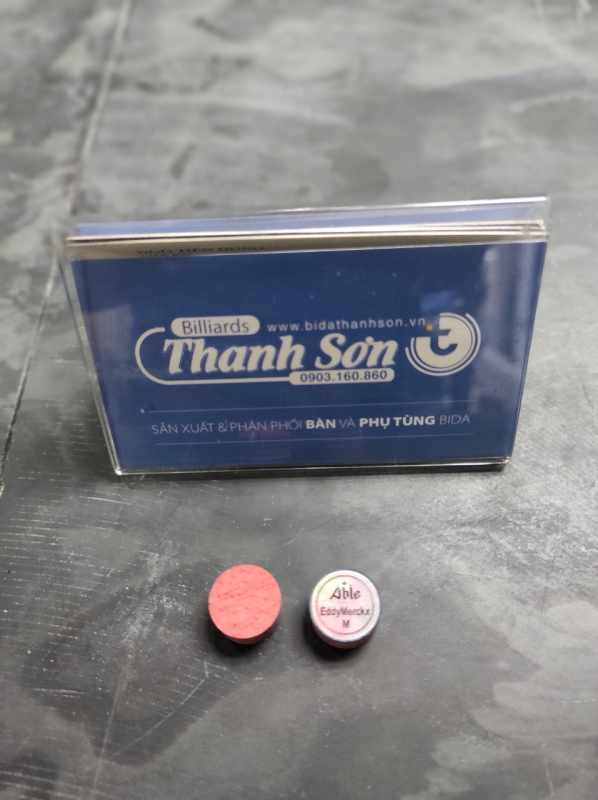 Billiards
www.bidathanhson.vn
Thanh Sơn
0903.160.860
SẢN XUẤT & PHÂN PHỐI BÀN VÀ PHỤ TÙNG BIDA
Able
EddyMerckx
M